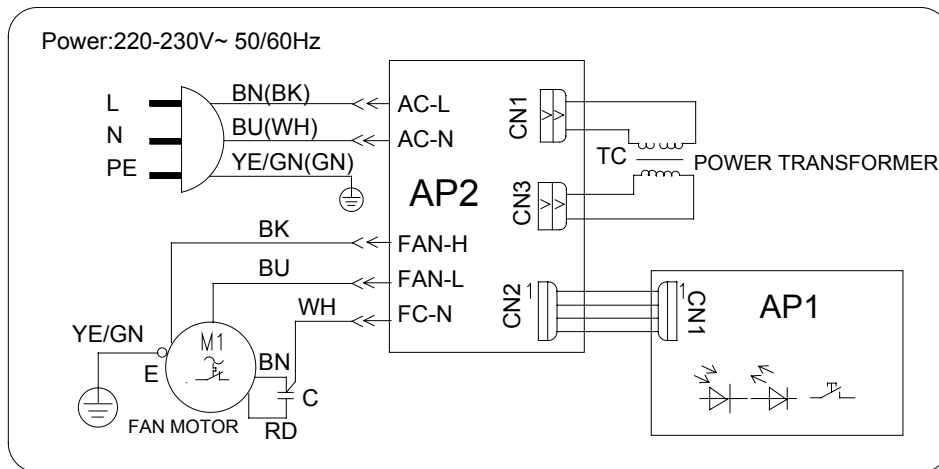 Power:220-230V~ 50/60Hz
L
BN(BK)
AC-L
N
BU(WH)
AC-N
PE
YE/GN(GN)
AP2
CN1
TC
POWER TRANSFORMER
CN3
BK
FAN-H
BU
FAN-L
WH
FC-N
CN2
1
1
CN1
AP1
YE/GN
E
M1
BN
C
RD
FAN MOTOR